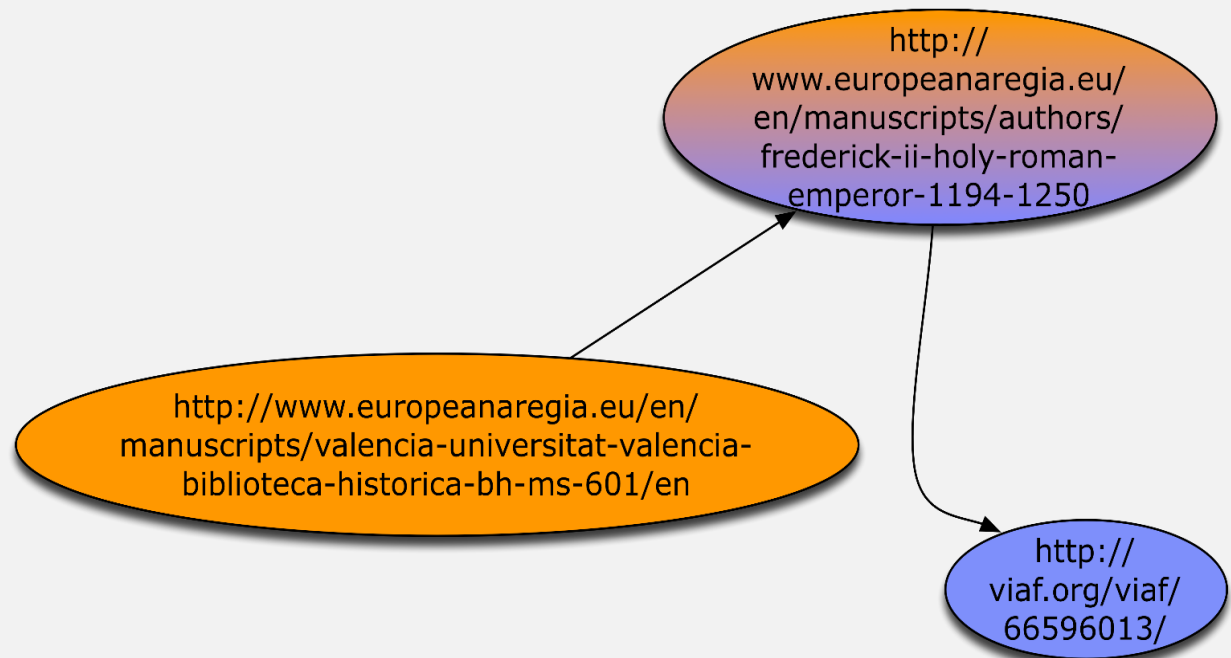 http://
www.europeanaregia.eu/
en/manuscripts/authors/
frederick-ii-holy-roman-
emperor-1194-1250
http://www.europeanaregia.eu/en/
manuscripts/valencia-universitat-valencia-
biblioteca-historica-bh-ms-601/en
http://
viaf.org/viaf/
66596013/